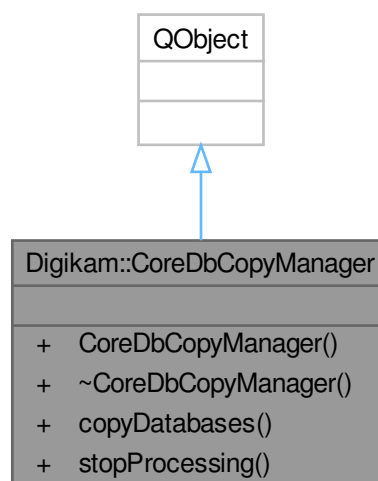 QObject
Digikam::CoreDbCopyManager
+ CoreDbCopyManager()
+ ~CoreDbCopyManager()
+ copyDatabases()
+ stopProcessing()